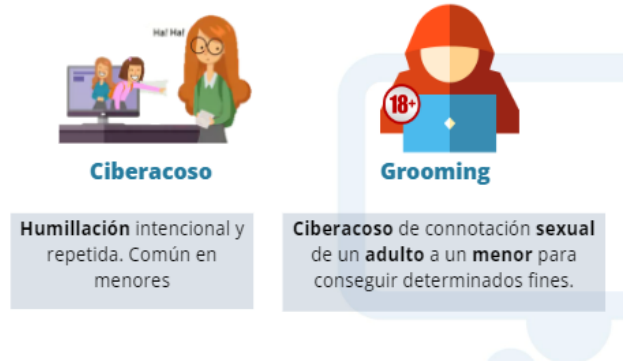 Ha! Ha!
18+
Ciberacoso
Humillación intencional y
repetida. Común en
menores
Grooming
Ciberacoso de connotación sexual
de un adulto a un menor para
conseguir determinados fines.